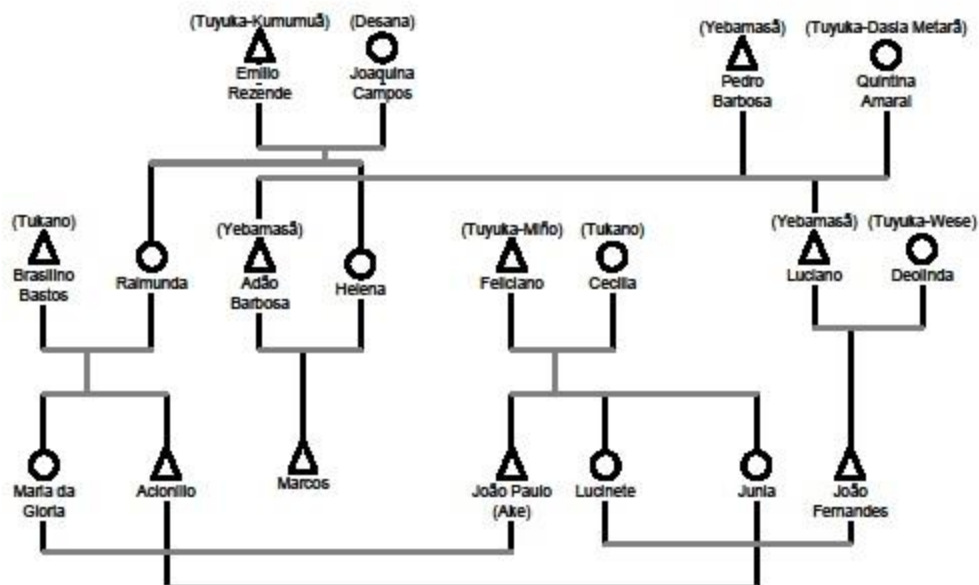 (Tuyuka-Kumumuã) (Desana)
Emilio Rezende
Joaquina Campos
(Yebamasã) (Tuyuka-Dasia Metarã)
Pedro Barbosa
Quintina Amaral
(Tukano)
Brasilino Bastos
Raimunda
(Yebamasã)
Adão Barbosa
Helena
(Tuyuka-Miño) (Tukano)
Feliciano
Cecilia
(Yebamasã) (Tuyuka-Wese)
Luciano
Deolinda
Maria da Gloria
Acionilio
Marcos
João Paulo (Ake)
Lucinete
Junia
João Fernandes